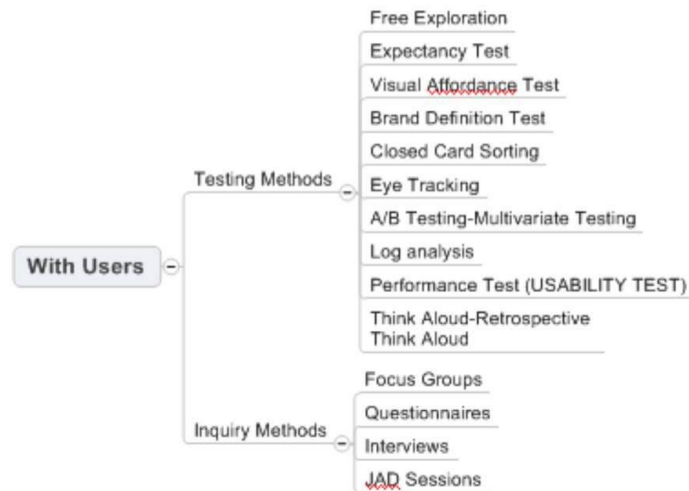 Free Exploration
Expectancy Test
Visual Affordance Test
Brand Definition Test
Closed Card Sorting
Testing Methods
Eye Tracking
A/B Testing-Multivariate Testing
Log analysis
With Users
Performance Test (USABILITY TEST)
Think Aloud-Retrospective
Think Aloud
Focus Groups
Questionnaires
Inquiry Methods
Interviews
JAD Sessions